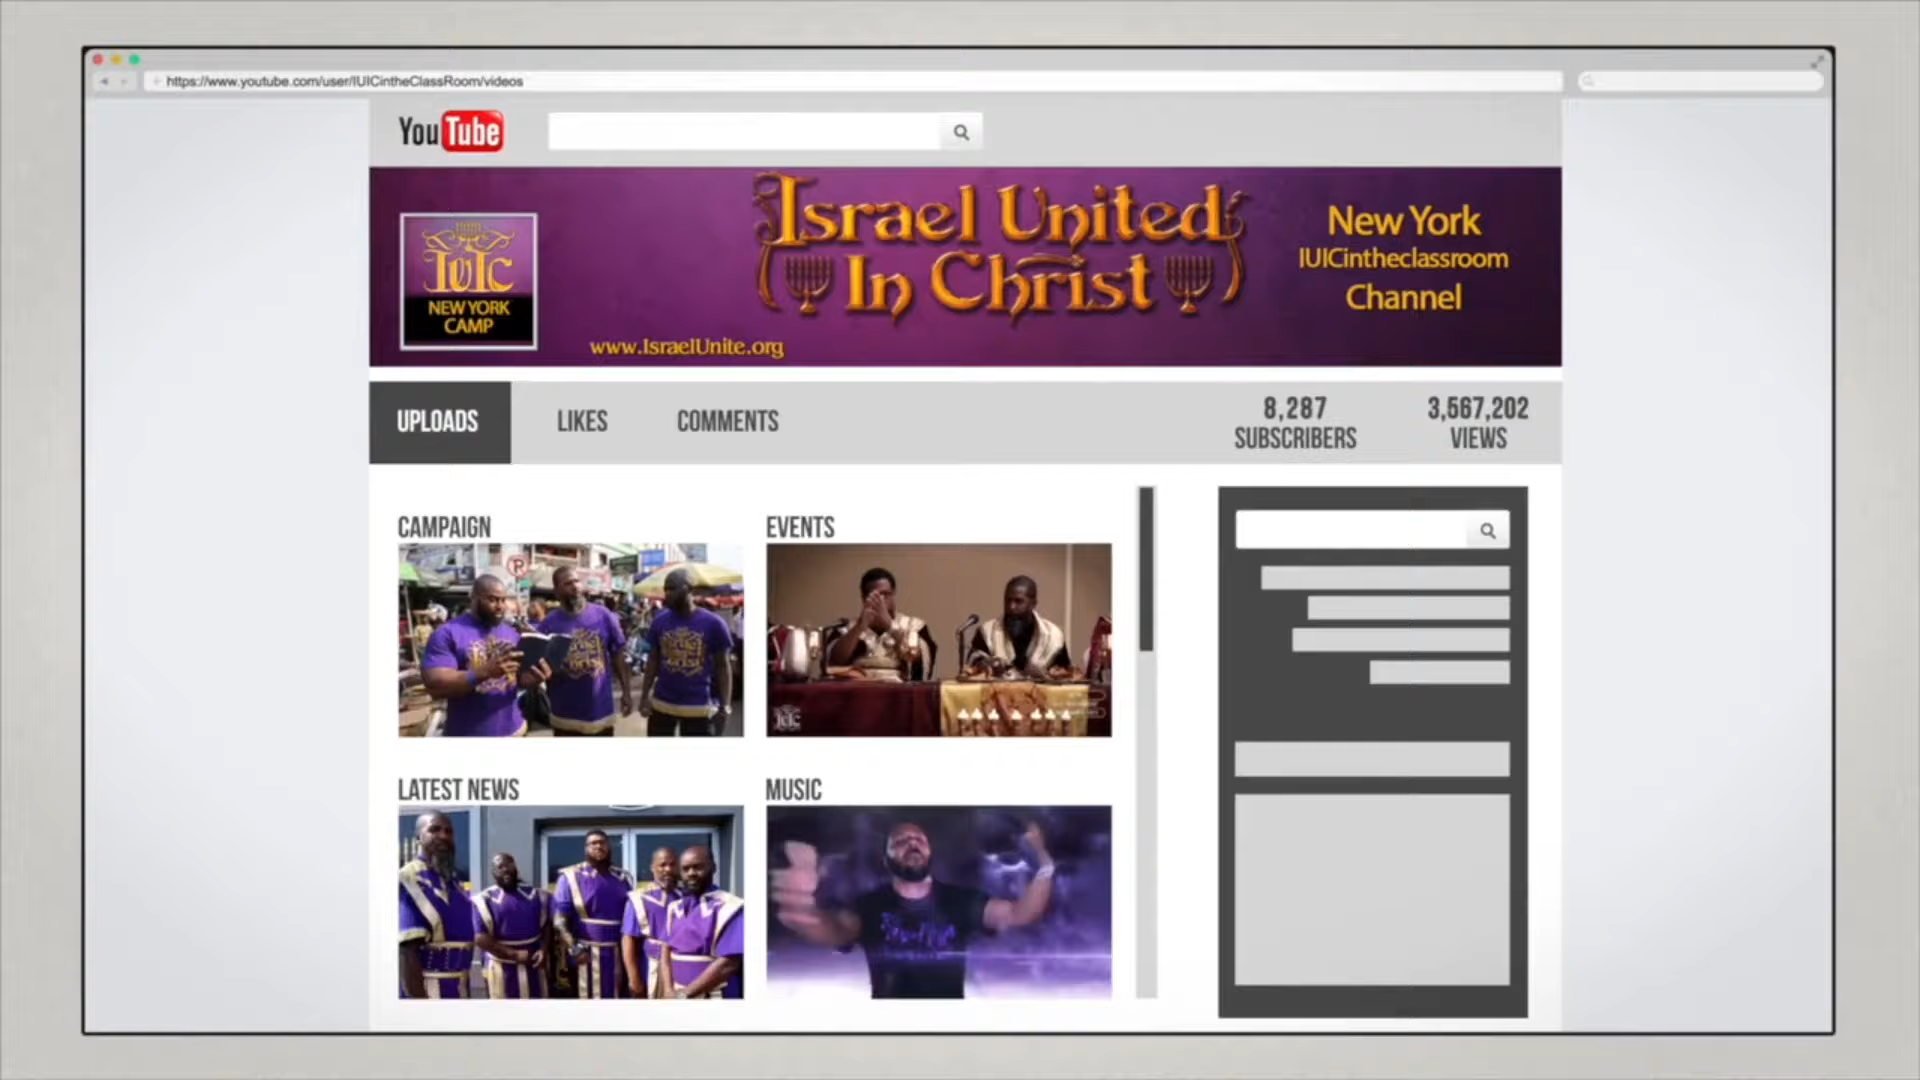 https://www.youtube.com/user/IUICintheClassRoom/videos
YouTube
Israel United
In Christ
New York
IUICintheclassroom
Channel
IUIC
NEW YORK
CAMP
www.IsraelUnite.org
UPLOADS
LIKES
COMMENTS
8,287
SUBSCRIBERS
3,567,202
VIEWS
CAMPAIGN
EVENTS
IUIC
LATEST NEWS
MUSIC